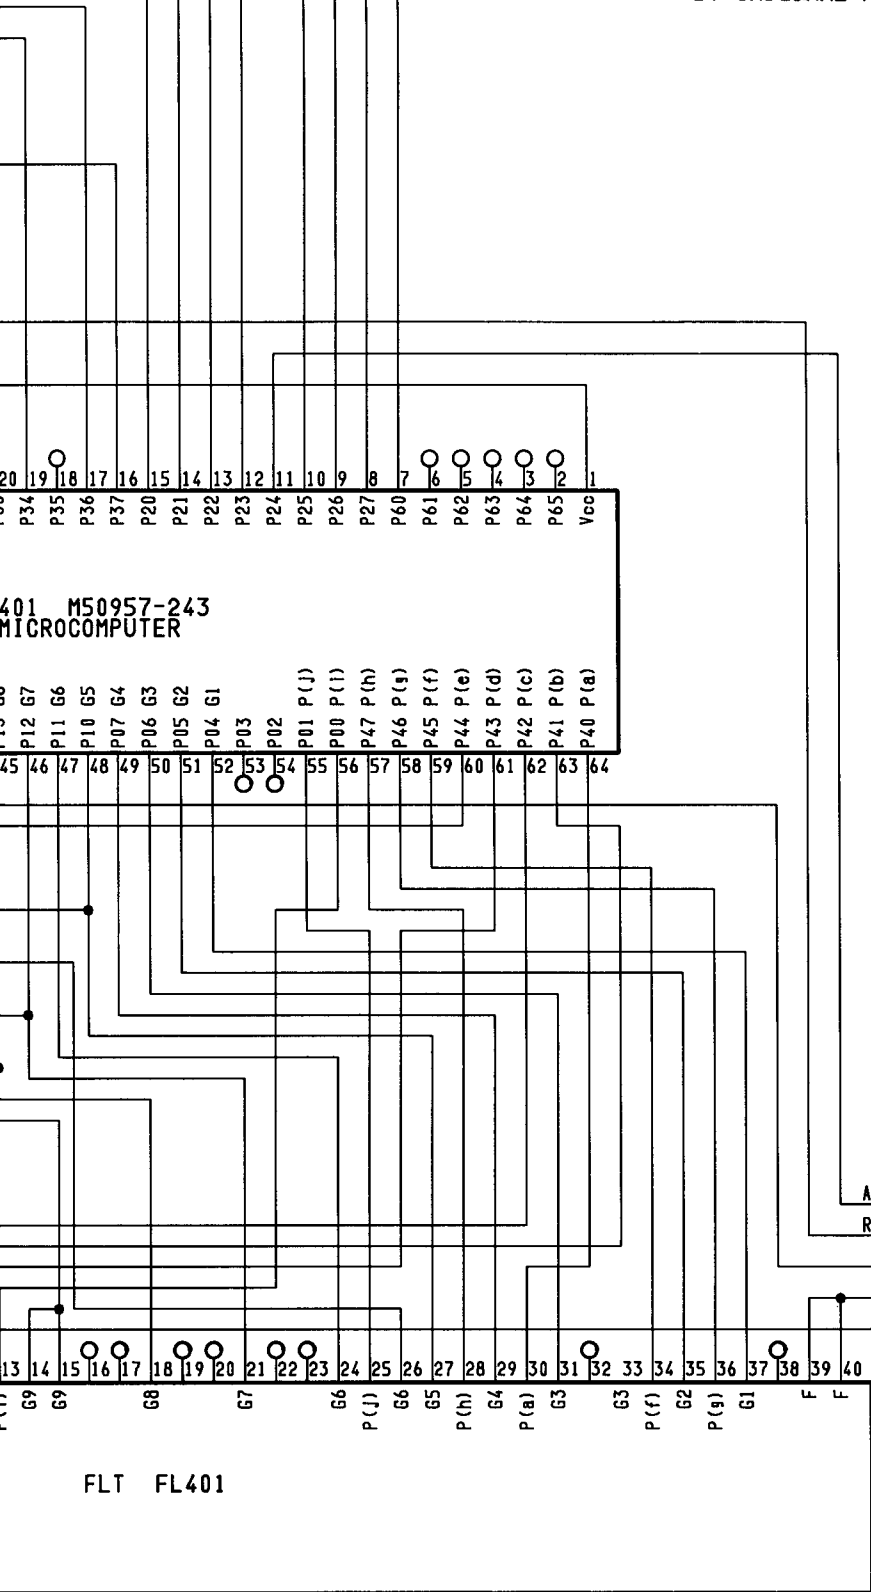 20 19 18 17 16 15 14 13 12 11 10 9 8 7 6 5 4 3 2 1
P34 P35 P36 P37 P20 P21 P22 P23 P24 P25 P26 P27 P60 P61 P62 P63 P64 P65 Vcc
401 M50957-243
MICROCOMPUTER
P12 G7 P11 G6 P10 G5 P07 G4 P06 G3 P05 G2 P04 G1 P03 P02 P01 P(j) P00 P(i) P47 P(h) P46 P(g) P45 P(f) P44 P(e) P43 P(d) P42 P(c) P41 P(b) P40 P(a)
45 46 47 48 49 50 51 52 53 54 55 56 57 58 59 60 61 62 63 64
A
R
13 14 15 16 17 18 19 20 21 22 23 24 25 26 27 28 29 30 31 32 33 34 35 36 37 38 39 40
G9 G9 G8 G7 G6 P(j) G6 G5 P(h) G4 P(a) G3 G3 P(f) G2 P(g) G1 F F
FLT FL401